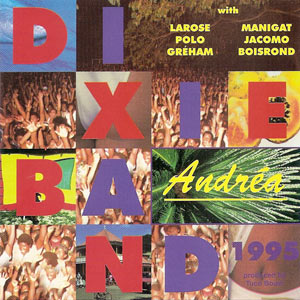 with
LAROSE MANIGAT
POLO JACOMO
GRÉHAM BOISROND
DIXIE
BAND
Andréa
1995